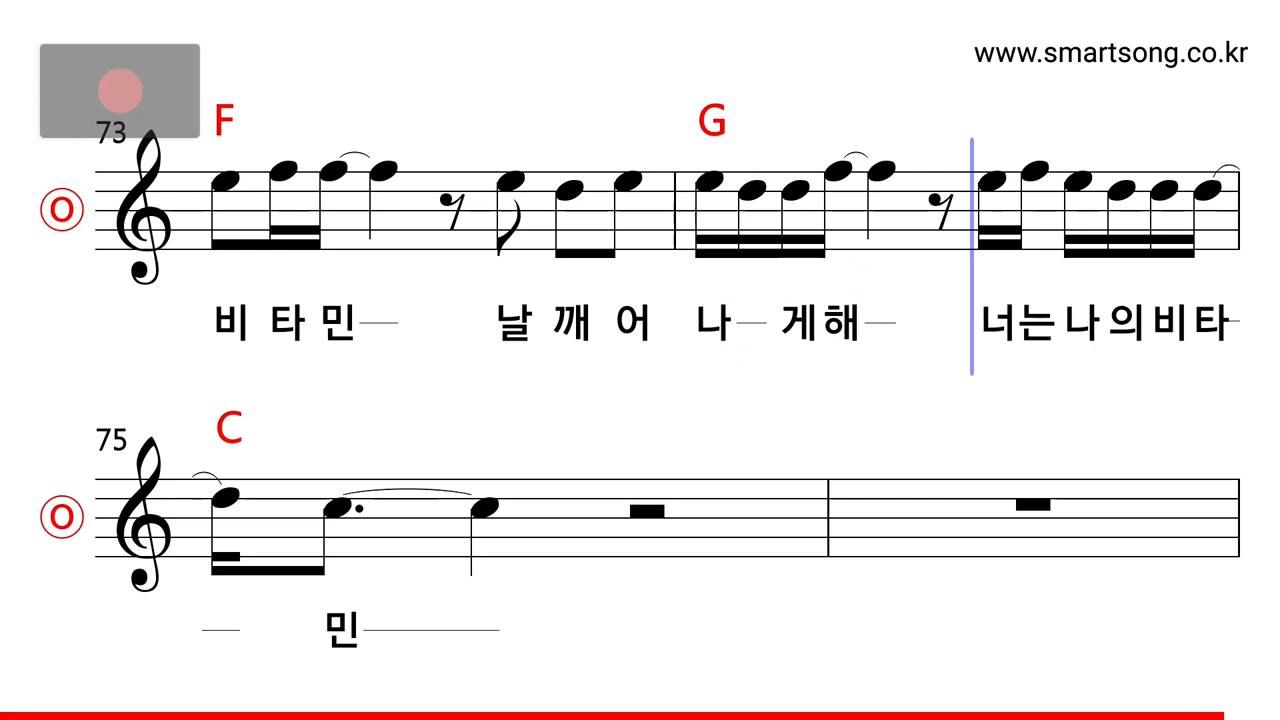 www.smartsong.co.kr
73 F G
O
비 타 민 날 깨 어 나 게 해 너 는 나 의 비 타
75 C
O
민